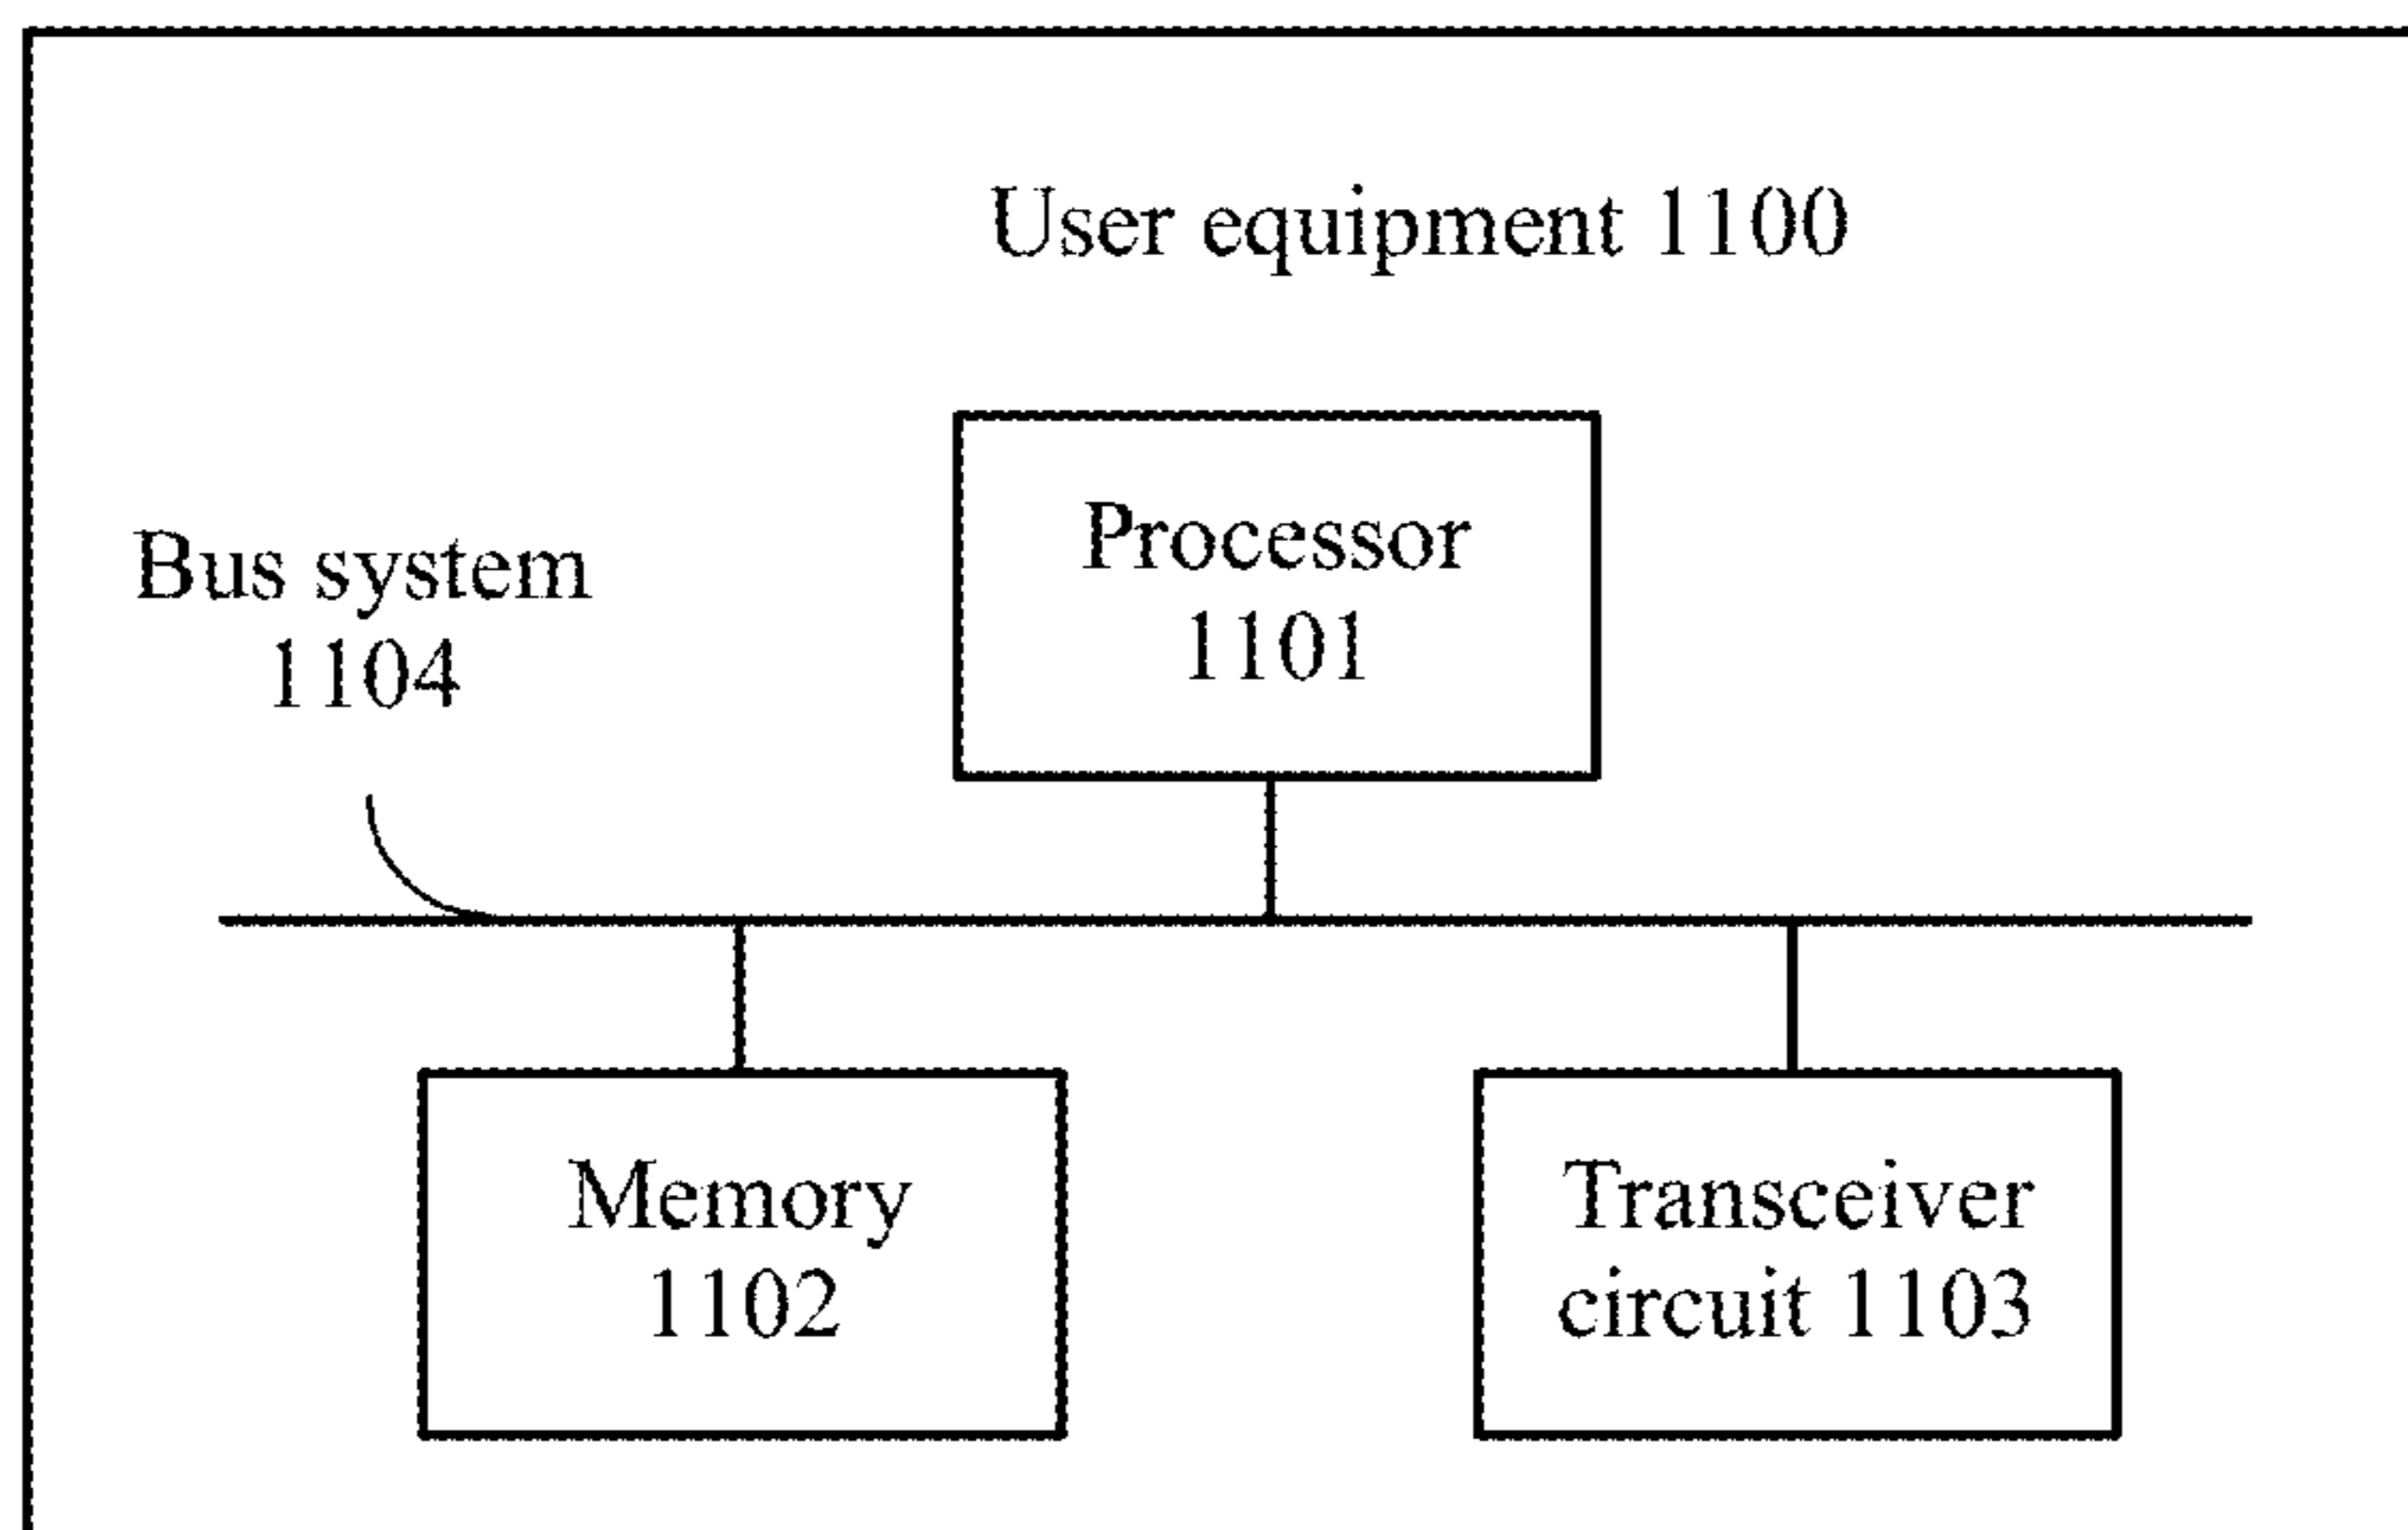 User equipment 1100
Processor
1101
Bus system
1104
Memory
1102
Transceiver
circuit 1103